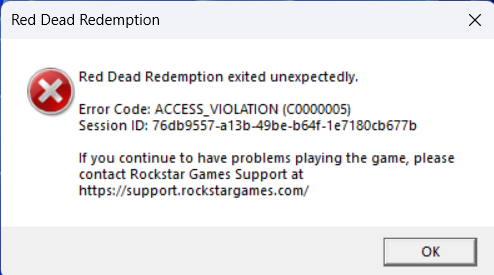 Red Dead Redemption
Red Dead Redemption exited unexpectedly.
Error Code: ACCESS_VIOLATION (C0000005)
Session ID: 76db9557-a13b-49be-b64f-1e7180cb677b
If you continue to have problems playing the game, please
contact Rockstar Games Support at
https://support.rockstargames.com/
OK